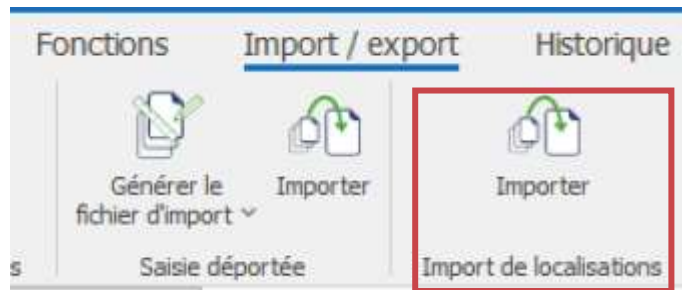 Fonctions Import / export Historique
Générer le
fichier d'import
Importer
Importer
s
Saisie déportée
Import de localisations